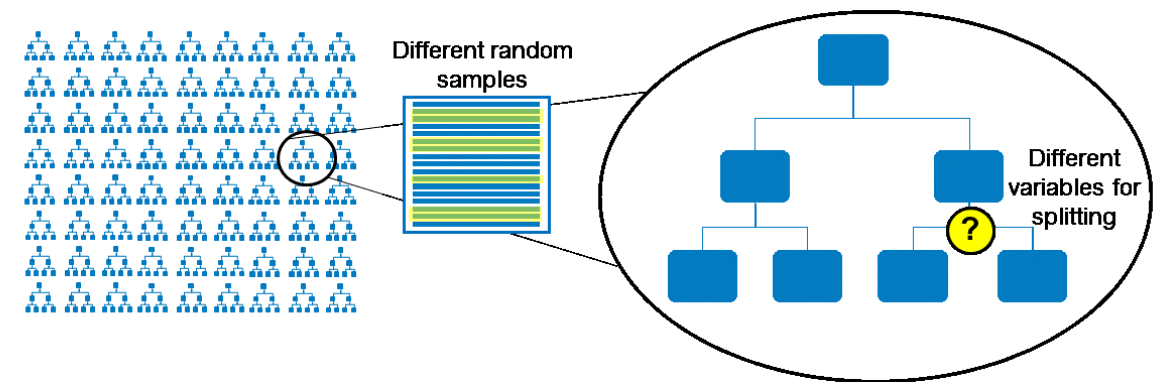 Different random
samples
Different
variables for
splitting
?